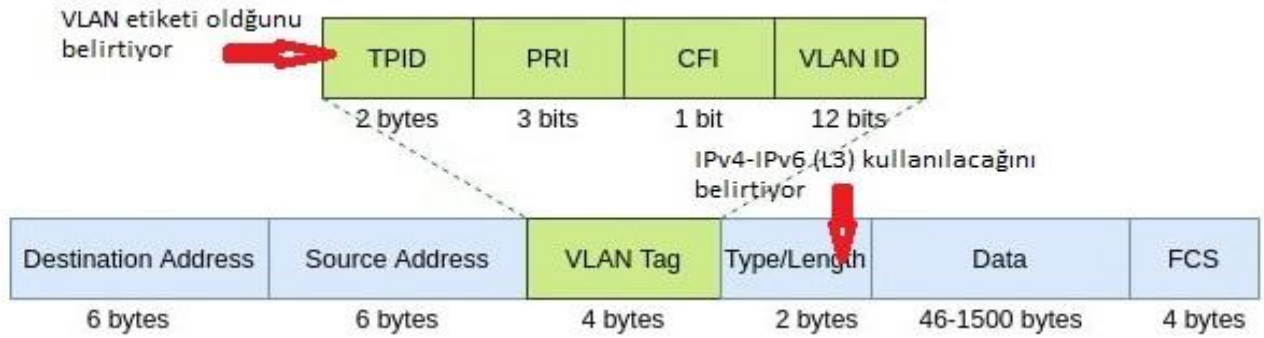 VLAN etiketi oldğunu
belirtiyor
TPID PRI CFI VLAN ID
2 bytes 3 bits 1 bit 12 bits
IPv4-IPv6 (L3) kullanılacağını
belirtiyor
Destination Address Source Address VLAN Tag Type/Length Data FCS
6 bytes 6 bytes 4 bytes 2 bytes 46-1500 bytes 4 bytes